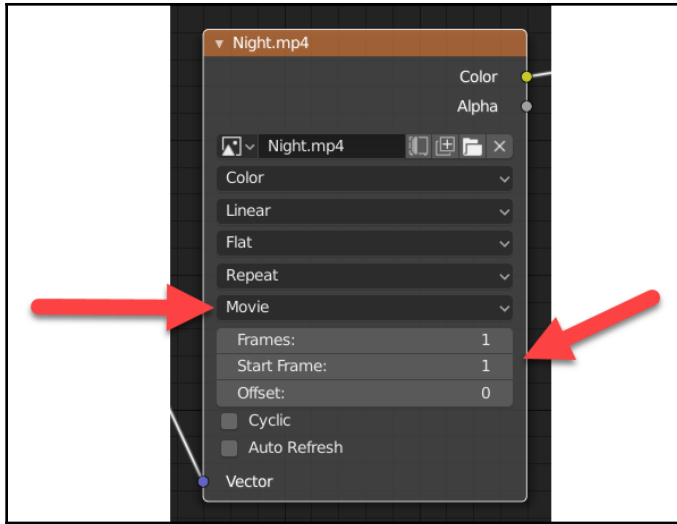 Night.mp4
Color
Alpha
Night.mp4
Color
Linear
Flat
Repeat
Movie
Frames: 1
Start Frame: 1
Offset: 0
Cyclic
Auto Refresh
Vector